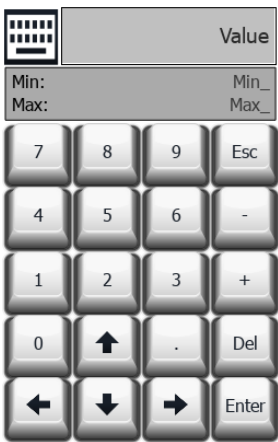 Value
Min: Min_
Max: Max_
7 8 9 Esc
4 5 6 -
1 2 3 +
0 . Del
Enter